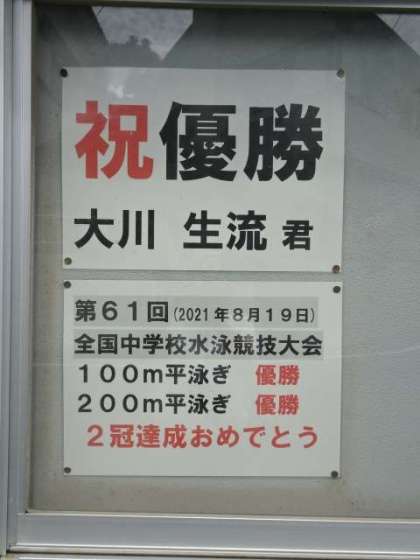 祝優勝
大川 生流 君
第61回(2021年8月19日)
全国中学校水泳競技大会
100m平泳ぎ 優勝
200m平泳ぎ 優勝
2冠達成おめでとう